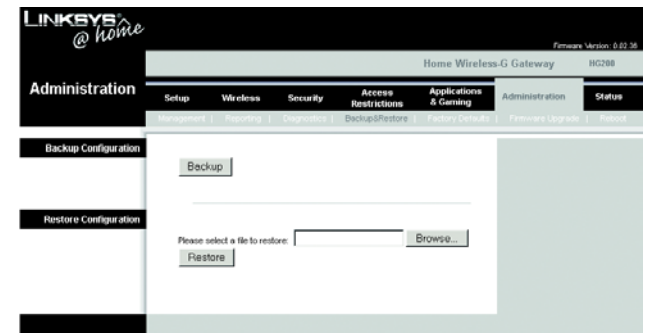 LINKSYS
@ home
Firmware Version: 0.02.36
Home Wireless-G Gateway HG200
Administration
Setup Wireless Security Access Restrictions Applications & Gaming Administration Status
Management | Reporting | Diagnostics | Backup&Restore | Factory Defaults | Firmware Upgrade | Reboot
Backup Configuration
Backup
Restore Configuration
Please select a file to restore: Browse...
Restore